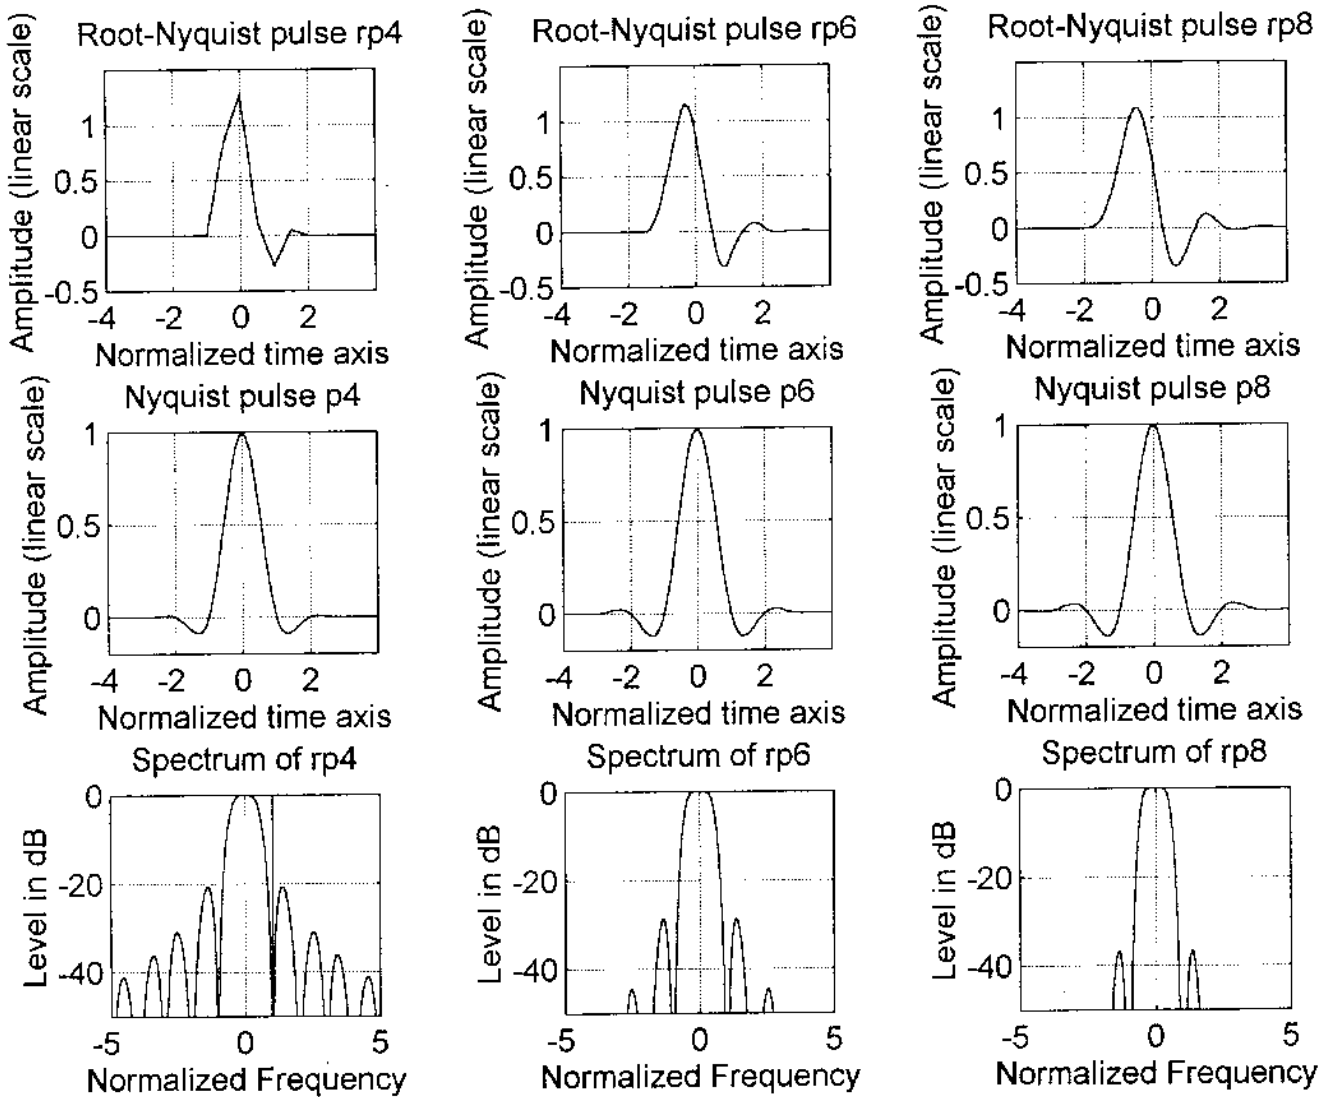 Root-Nyquist pulse rp4
Amplitude (linear scale)
1
0.5
0
-0.5
-4 -2 0 2
Normalized time axis
Root-Nyquist pulse rp6
Amplitude (linear scale)
1
0.5
0
-0.5
-4 -2 0 2
Normalized time axis
Root-Nyquist pulse rp8
Amplitude (linear scale)
1
0.5
0
-0.5
-4 -2 0 2
Normalized time axis
Nyquist pulse p4
Amplitude (linear scale)
1
0.5
0
-4 -2 0 2
Normalized time axis
Nyquist pulse p6
Amplitude (linear scale)
1
0.5
0
-4 -2 0 2
Normalized time axis
Nyquist pulse p8
Amplitude (linear scale)
1
0.5
0
-4 -2 0 2
Normalized time axis
Spectrum of rp4
Level in dB
0
-20
-40
-5 0 5
Normalized Frequency
Spectrum of rp6
Level in dB
0
-20
-40
-5 0 5
Normalized Frequency
Spectrum of rp8
Level in dB
0
-20
-40
-5 0 5
Normalized Frequency